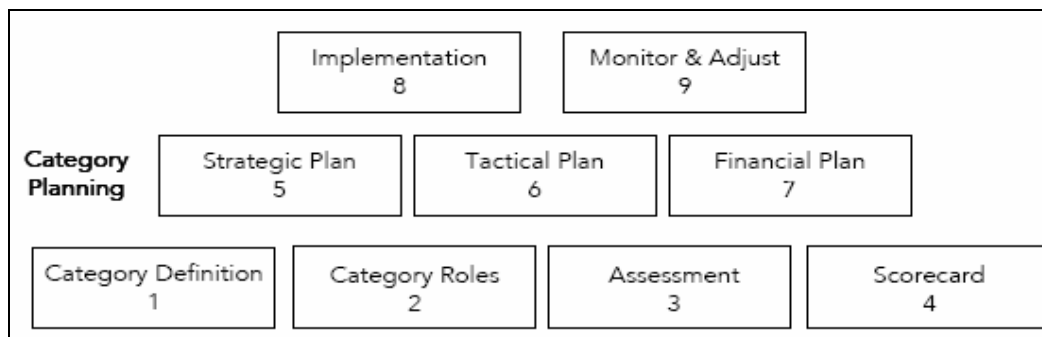 Implementation
8
Monitor & Adjust
9
Category
Planning
Strategic Plan
5
Tactical Plan
6
Financial Plan
7
Category Definition
1
Category Roles
2
Assessment
3
Scorecard
4